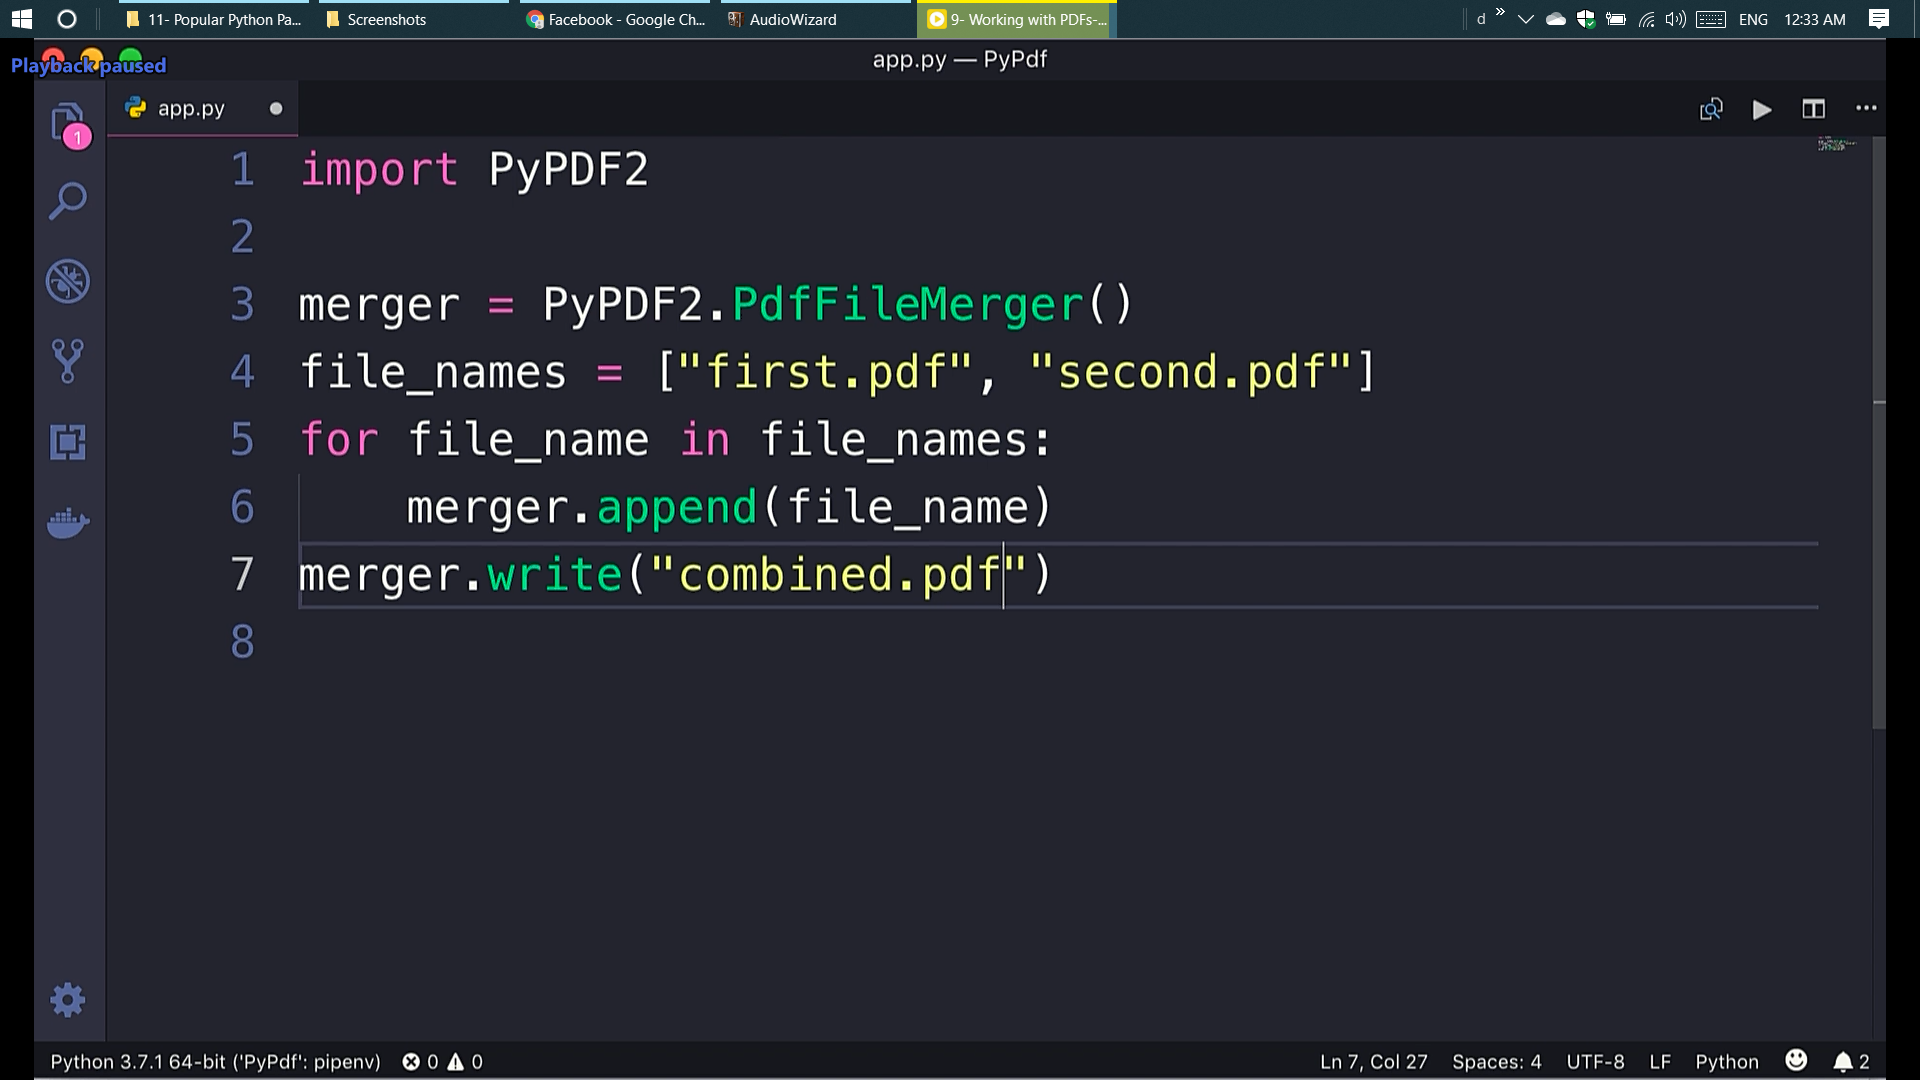 11- Popular Python Pa...
Screenshots
Facebook - Google Ch...
AudioWizard
9- Working with PDFs-...
d
»
ENG
12:33 AM
Playback paused
app.py — PyPdf
app.py
1
1 import PyPDF2
2
3 merger = PyPDF2.PdfFileMerger()
4 file_names = ["first.pdf", "second.pdf"]
5 for file_name in file_names:
6 merger.append(file_name)
7 merger.write("combined.pdf")
8
Python 3.7.1 64-bit ('PyPdf': pipenv) 0 0
Ln 7, Col 27 Spaces: 4 UTF-8 LF Python 2